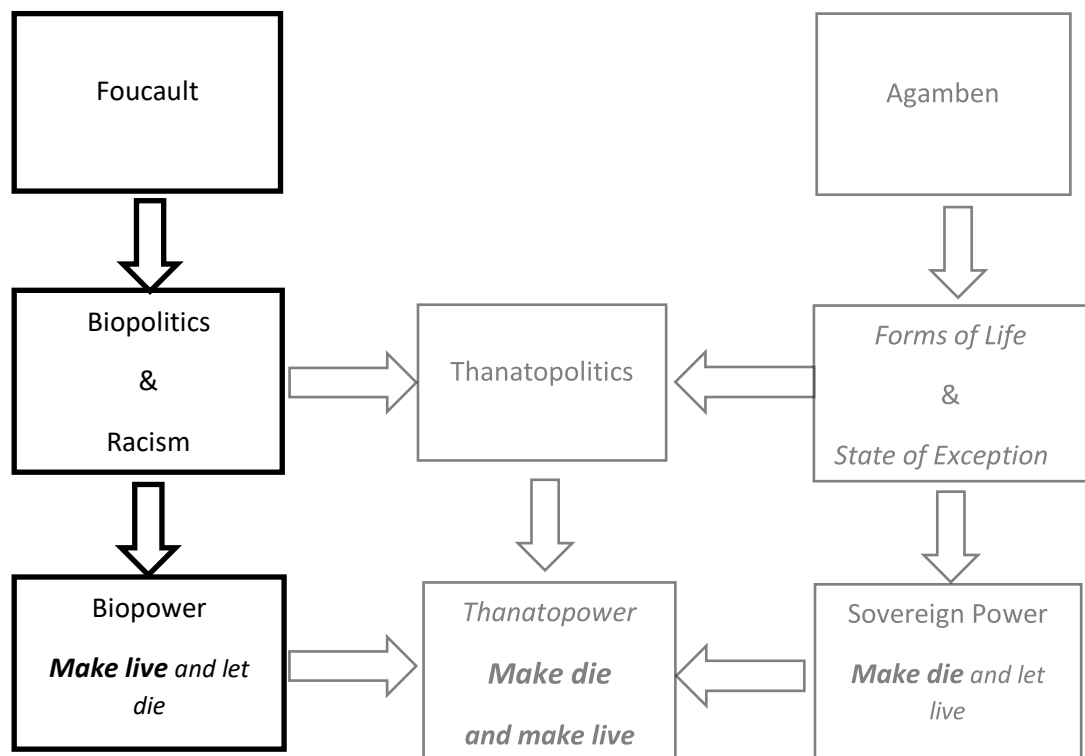 Foucault
Agamben
Biopolitics
&
Racism
Thanatopolitics
Forms of Life
&
State of Exception
Biopower
Make live and let
die
Thanatopower
Make die
and make live
Sovereign Power
Make die and let
live